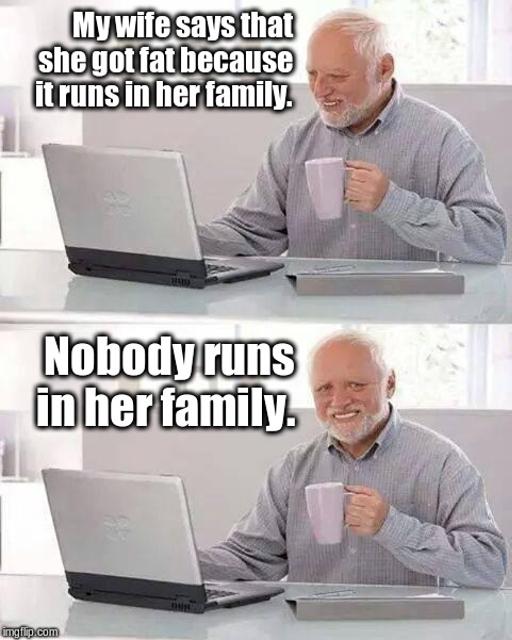 My wife says that
she got fat because
it runs in her family.
Nobody runs
in her family.
imgflip.com